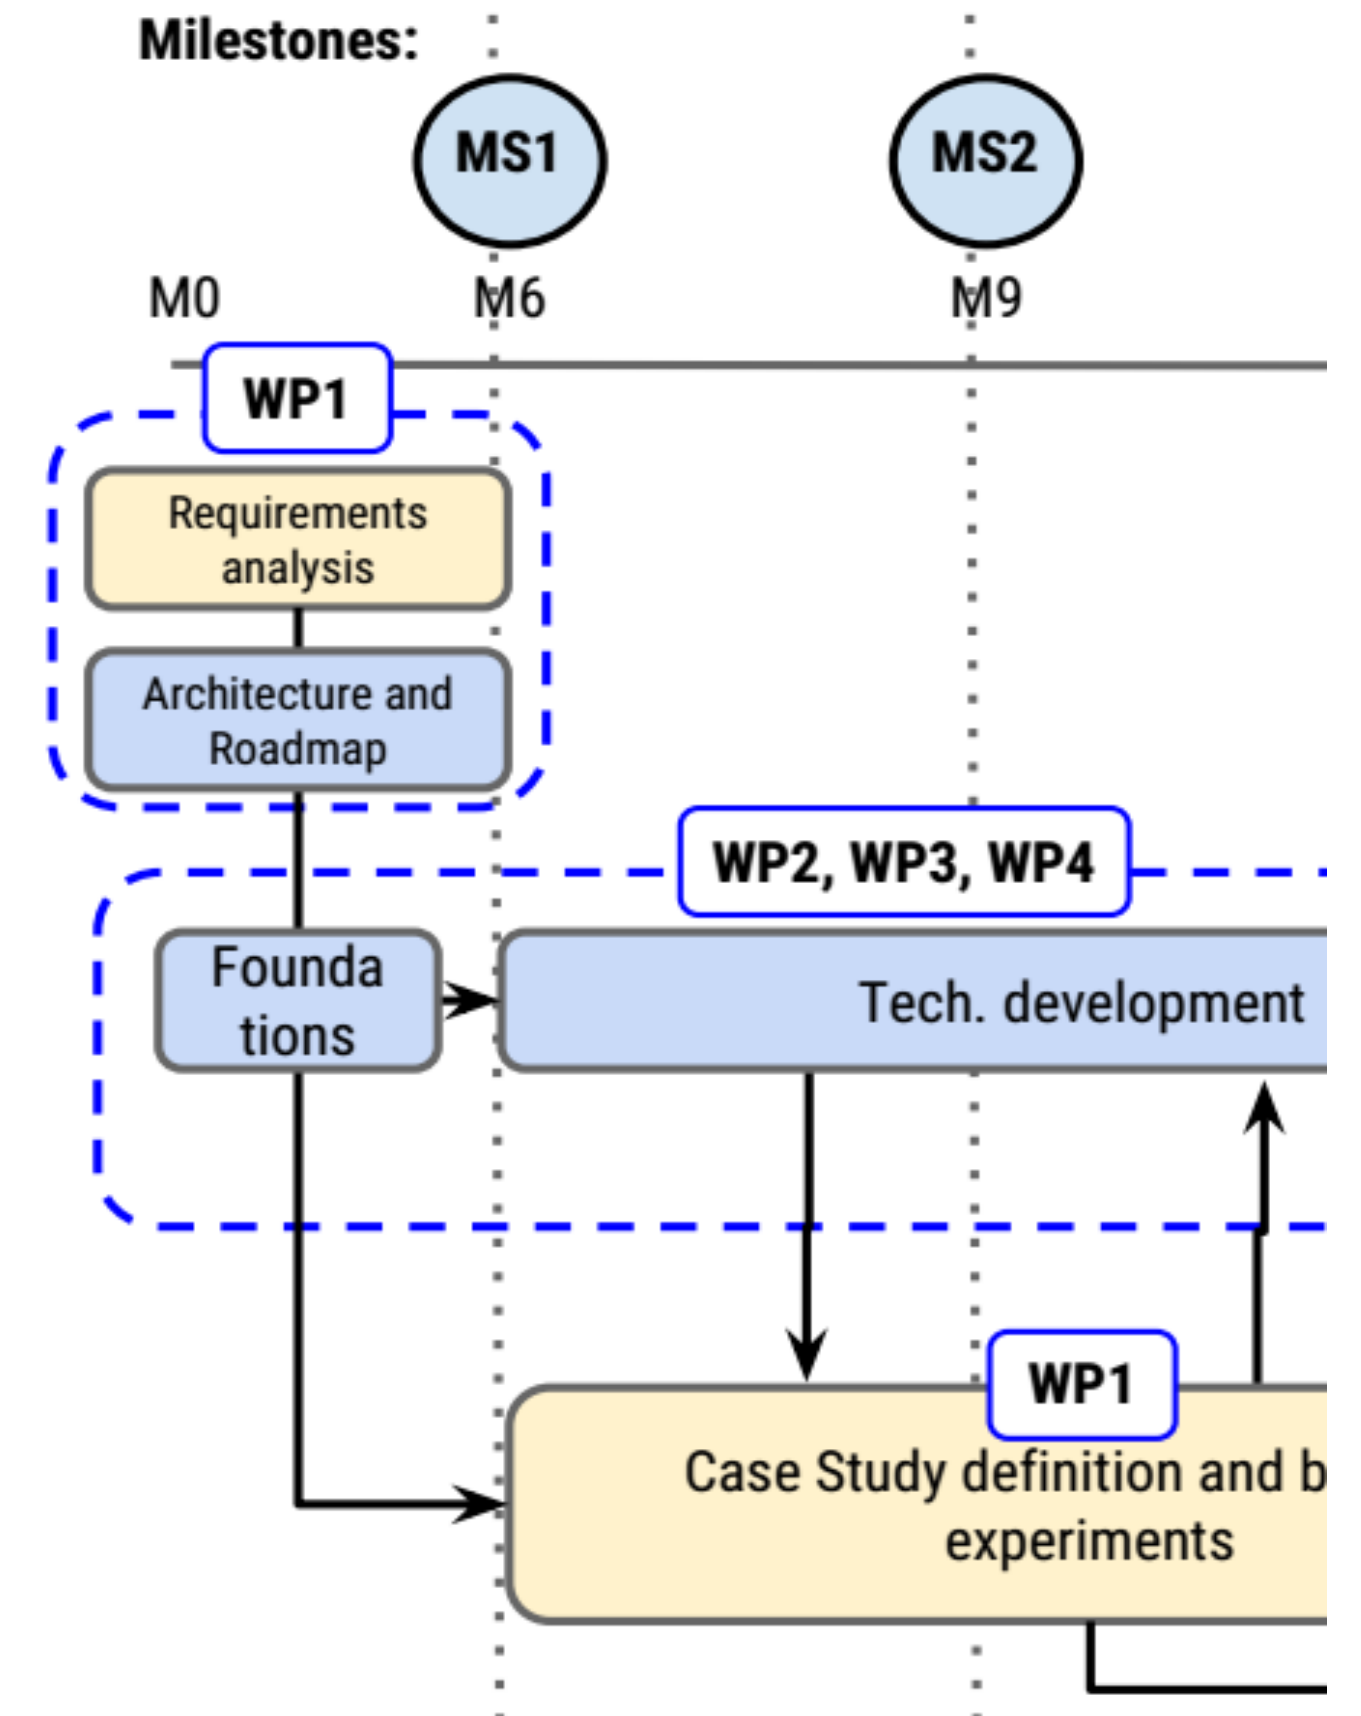 Milestones:
MS1
MS2
M0
M6
M9
WP1
Requirements
analysis
Architecture and
Roadmap
WP2, WP3, WP4
Founda
tions
Tech. development
WP1
Case Study definition and b
experiments